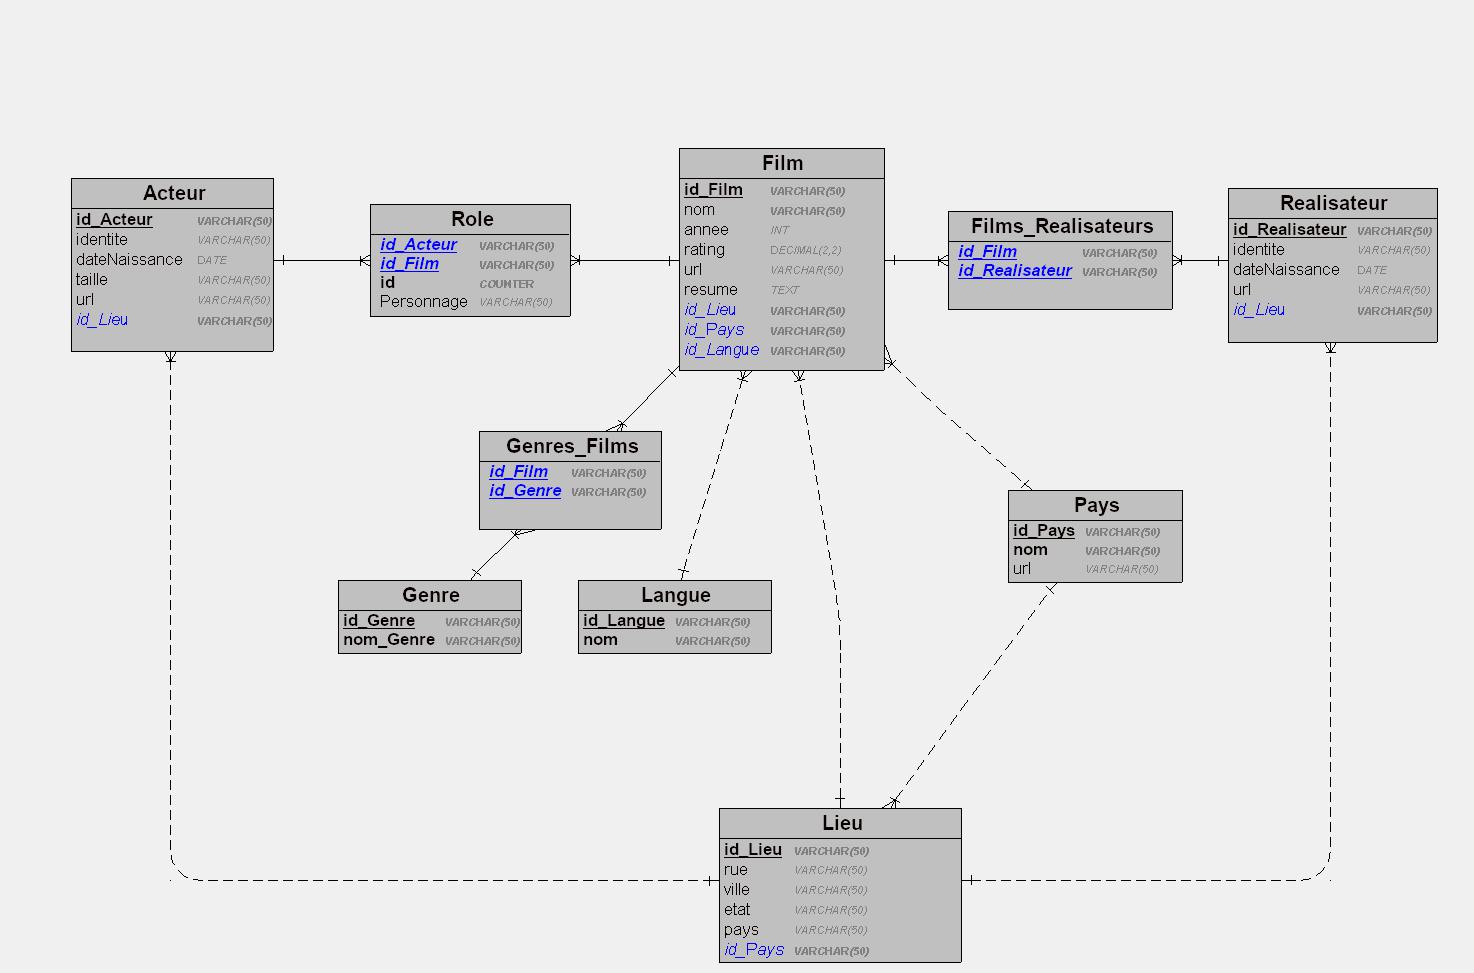 Acteur
id_Acteur VARCHAR(50)
identite VARCHAR(50)
dateNaissance DATE
taille VARCHAR(50)
url VARCHAR(50)
id_Lieu VARCHAR(50)
Role
id_Acteur VARCHAR(50)
id_Film VARCHAR(50)
id COUNTER
Personnage VARCHAR(50)
Film
id_Film VARCHAR(50)
nom VARCHAR(50)
annee INT
rating DECIMAL(2,2)
url VARCHAR(50)
resume TEXT
id_Lieu VARCHAR(50)
id_Pays VARCHAR(50)
id_Langue VARCHAR(50)
Films_Realisateurs
id_Film VARCHAR(50)
id_Realisateur VARCHAR(50)
Realisateur
id_Realisateur VARCHAR(50)
identite VARCHAR(50)
dateNaissance DATE
url VARCHAR(50)
id_Lieu VARCHAR(50)
Genres_Films
id_Film VARCHAR(50)
id_Genre VARCHAR(50)
Pays
id_Pays VARCHAR(50)
nom VARCHAR(50)
url VARCHAR(50)
Genre
id_Genre VARCHAR(50)
nom_Genre VARCHAR(50)
Langue
id_Langue VARCHAR(50)
nom VARCHAR(50)
Lieu
id_Lieu VARCHAR(50)
rue VARCHAR(50)
ville VARCHAR(50)
etat VARCHAR(50)
pays VARCHAR(50)
id_Pays VARCHAR(50)